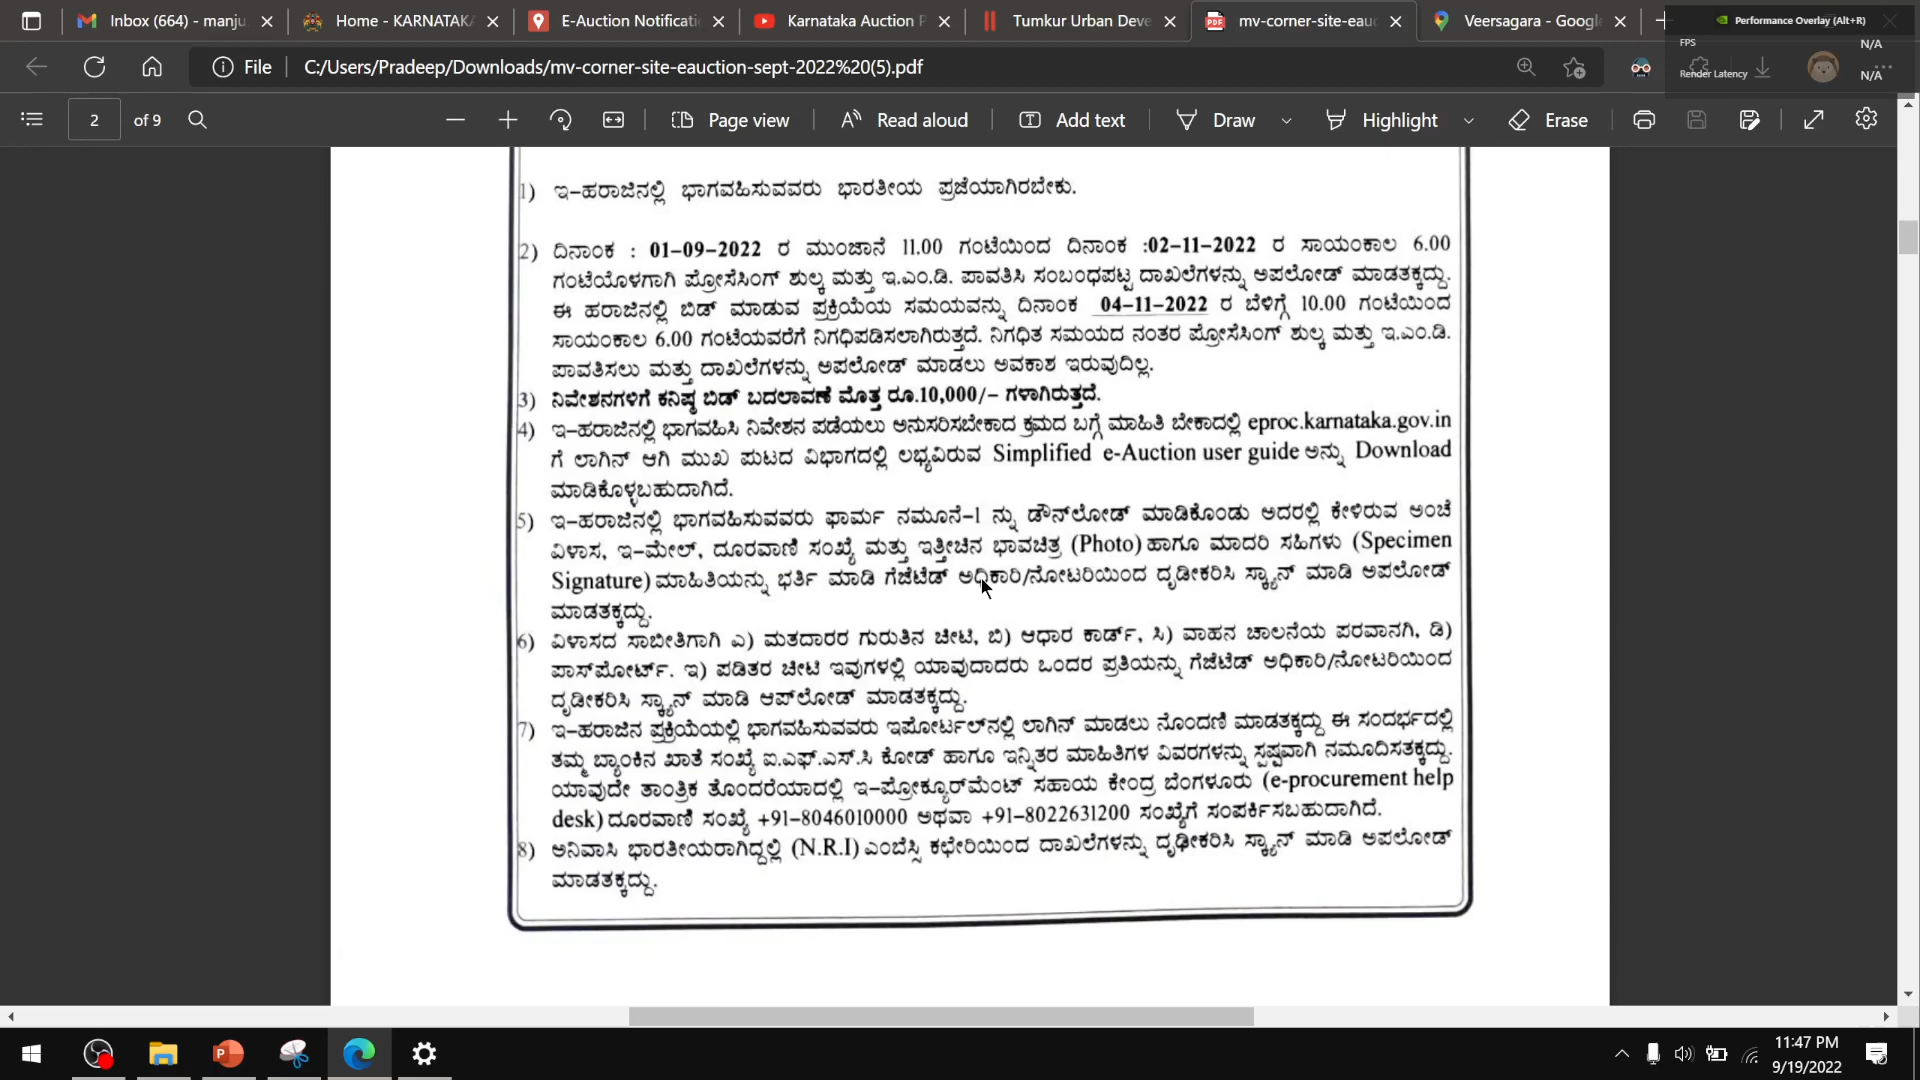 Inbox (664) - manju
Home - KARNATAKA
E-Auction Notificati
Karnataka Auction P
Tumkur Urban Deve
mv-corner-site-eauc
Veersagara - Google
Performance Overlay (Alt+R)
FPS N/A
Render Latency N/A
File C:/Users/Pradeep/Downloads/mv-corner-site-eauction-sept-2022%20(5).pdf
2 of 9 Page view Read aloud Add text Draw Highlight Erase
1) ಇ–ಹರಾಜಿನಲ್ಲಿ ಭಾಗವಹಿಸುವವರು ಭಾರತೀಯ ಪ್ರಜೆಯಾಗಿರಬೇಕು.
2) ದಿನಾಂಕ : 01-09-2022 ರ ಮುಂಜಾನೆ 11.00 ಗಂಟೆಯಿಂದ ದಿನಾಂಕ :02-11-2022 ರ ಸಾಯಂಕಾಲ 6.00
ಗಂಟೆಯೊಳಗಾಗಿ ಪ್ರೋಸೆಸಿಂಗ್ ಶುಲ್ಕ ಮತ್ತು ಇ.ಎಂ.ಡಿ. ಪಾವತಿಸಿ ಸಂಬಂಧಪಟ್ಟ ದಾಖಲೆಗಳನ್ನು ಅಪಲೋಡ್ ಮಾಡತಕ್ಕದ್ದು.
ಈ ಹರಾಜಿನಲ್ಲಿ ಬಿಡ್ ಮಾಡುವ ಪ್ರಕ್ರಿಯೆಯ ಸಮಯವನ್ನು ದಿನಾಂಕ 04-11-2022 ರ ಬೆಳಿಗ್ಗೆ 10.00 ಗಂಟೆಯಿಂದ
ಸಾಯಂಕಾಲ 6.00 ಗಂಟೆಯವರೆಗೆ ನಿಗಧಿಪಡಿಸಲಾಗಿರುತ್ತದೆ. ನಿಗಧಿತ ಸಮಯದ ನಂತರ ಪ್ರೋಸೆಸಿಂಗ್ ಶುಲ್ಕ ಮತ್ತು ಇ.ಎಂ.ಡಿ.
ಪಾವತಿಸಲು ಮತ್ತು ದಾಖಲೆಗಳನ್ನು ಅಪಲೋಡ್ ಮಾಡಲು ಅವಕಾಶ ಇರುವುದಿಲ್ಲ.
3) ನಿವೇಶನಗಳಿಗೆ ಕನಿಷ್ಠ ಬಿಡ್ ಬದಲಾವಣೆ ಮೊತ್ತ ರೂ.10,000/– ಗಳಾಗಿರುತ್ತದೆ.
4) ಇ–ಹರಾಜಿನಲ್ಲಿ ಭಾಗವಹಿಸಿ ನಿವೇಶನ ಪಡೆಯಲು ಅನುಸರಿಸಬೇಕಾದ ಕ್ರಮದ ಬಗ್ಗೆ ಮಾಹಿತಿ ಬೇಕಾದಲ್ಲಿ eproc.karnataka.gov.in
ಗೆ ಲಾಗಿನ್ ಆಗಿ ಮುಖ ಪುಟದ ವಿಭಾಗದಲ್ಲಿ ಲಭ್ಯವಿರುವ Simplified e-Auction user guide ಅನ್ನು Download
ಮಾಡಿಕೊಳ್ಳಬಹುದಾಗಿದೆ.
5) ಇ–ಹರಾಜಿನಲ್ಲಿ ಭಾಗವಹಿಸುವವರು ಫಾರ್ಮ ನಮೂನೆ–1 ನ್ನು ಡೌನ್‌ಲೋಡ್ ಮಾಡಿಕೊಂಡು ಅದರಲ್ಲಿ ಕೇಳಿರುವ ಅಂಚೆ
ವಿಳಾಸ, ಇ–ಮೇಲ್, ದೂರವಾಣಿ ಸಂಖ್ಯೆ ಮತ್ತು ಇತ್ತೀಚಿನ ಭಾವಚಿತ್ರ (Photo) ಹಾಗೂ ಮಾದರಿ ಸಹಿಗಳು (Specimen
Signature) ಮಾಹಿತಿಯನ್ನು ಭರ್ತಿ ಮಾಡಿ ಗೆಜೆಟೆಡ್ ಅಧಿಕಾರಿ/ನೋಟರಿಯಿಂದ ದೃಡೀಕರಿಸಿ ಸ್ಕ್ಯಾನ್ ಮಾಡಿ ಅಪಲೋಡ್
ಮಾಡತಕ್ಕದ್ದು.
6) ವಿಳಾಸದ ಸಾಬೀತಿಗಾಗಿ ಎ) ಮತದಾರರ ಗುರುತಿನ ಚೀಟಿ, ಬಿ) ಆಧಾರ ಕಾರ್ಡ್, ಸಿ) ವಾಹನ ಚಾಲನೆಯ ಪರವಾನಗಿ, ಡಿ)
ಪಾಸ್‌ಪೋರ್ಟ್. ಇ) ಪಡಿತರ ಚೀಟಿ ಇವುಗಳಲ್ಲಿ ಯಾವುದಾದರು ಒಂದರ ಪ್ರತಿಯನ್ನು ಗೆಜೆಟೆಡ್ ಅಧಿಕಾರಿ/ನೋಟರಿಯಿಂದ
ದೃಡೀಕರಿಸಿ ಸ್ಕ್ಯಾನ್ ಮಾಡಿ ಆಪ್‌ಲೋಡ್ ಮಾಡತಕ್ಕದ್ದು.
7) ಇ–ಹರಾಜಿನ ಪ್ರಕ್ರಿಯೆಯಲ್ಲಿ ಭಾಗವಹಿಸುವವರು ಇಪೋರ್ಟಲ್‌ನಲ್ಲಿ ಲಾಗಿನ್ ಮಾಡಲು ನೊಂದಣಿ ಮಾಡತಕ್ಕದ್ದು ಈ ಸಂದರ್ಭದಲ್ಲಿ
ತಮ್ಮ ಬ್ಯಾಂಕಿನ ಖಾತೆ ಸಂಖ್ಯೆ ಐ.ಎಫ್.ಎಸ್.ಸಿ ಕೋಡ್ ಹಾಗೂ ಇನ್ನಿತರ ಮಾಹಿತಿಗಳ ವಿವರಗಳನ್ನು ಸ್ಪಷ್ಟವಾಗಿ ನಮೂದಿಸತಕ್ಕದ್ದು.
ಯಾವುದೇ ತಾಂತ್ರಿಕ ತೊಂದರೆಯಾದಲ್ಲಿ ಇ–ಪ್ರೋಕ್ಯೂರ್‌ಮೆಂಟ್ ಸಹಾಯ ಕೇಂದ್ರ ಬೆಂಗಳೂರು (e-procurement help
desk) ದೂರವಾಣಿ ಸಂಖ್ಯೆ +91-8046010000 ಅಥವಾ +91-8022631200 ಸಂಖ್ಯೆಗೆ ಸಂಪರ್ಕಿಸಬಹುದಾಗಿದೆ.
8) ಅನಿವಾಸಿ ಭಾರತೀಯರಾಗಿದ್ದಲ್ಲಿ (N.R.I) ಎಂಬೆಸ್ಸಿ ಕಛೇರಿಯಿಂದ ದಾಖಲೆಗಳನ್ನು ದೃಢೀಕರಿಸಿ ಸ್ಕ್ಯಾನ್ ಮಾಡಿ ಅಪಲೋಡ್
ಮಾಡತಕ್ಕದ್ದು.
11:47 PM
9/19/2022